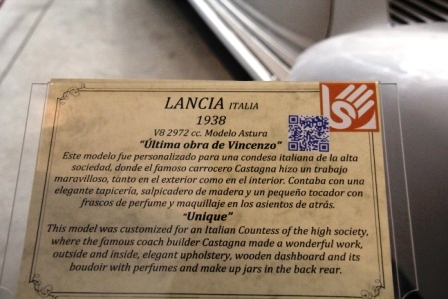 LANCIA ITALIA
1938
V8 2972 cc. Modelo Astura
“Última obra de Vincenzo”
Este modelo fue personalizado para una condesa italiana de la alta
sociedad, donde el famoso carrocero Castagna hizo un trabajo
maravilloso, tanto en el exterior como en el interior. Contaba con una
elegante tapicería, salpicadero de madera y un pequeño tocador con
frascos de perfume y maquillaje en los asientos de atrás.
“Unique”
This model was customized for an Italian Countess of the high society,
where the famous coach builder Castagna made a wonderful work,
outside and inside, elegant upholstery, wooden dashboard and its
boudoir with perfumes and make up jars in the back rear.